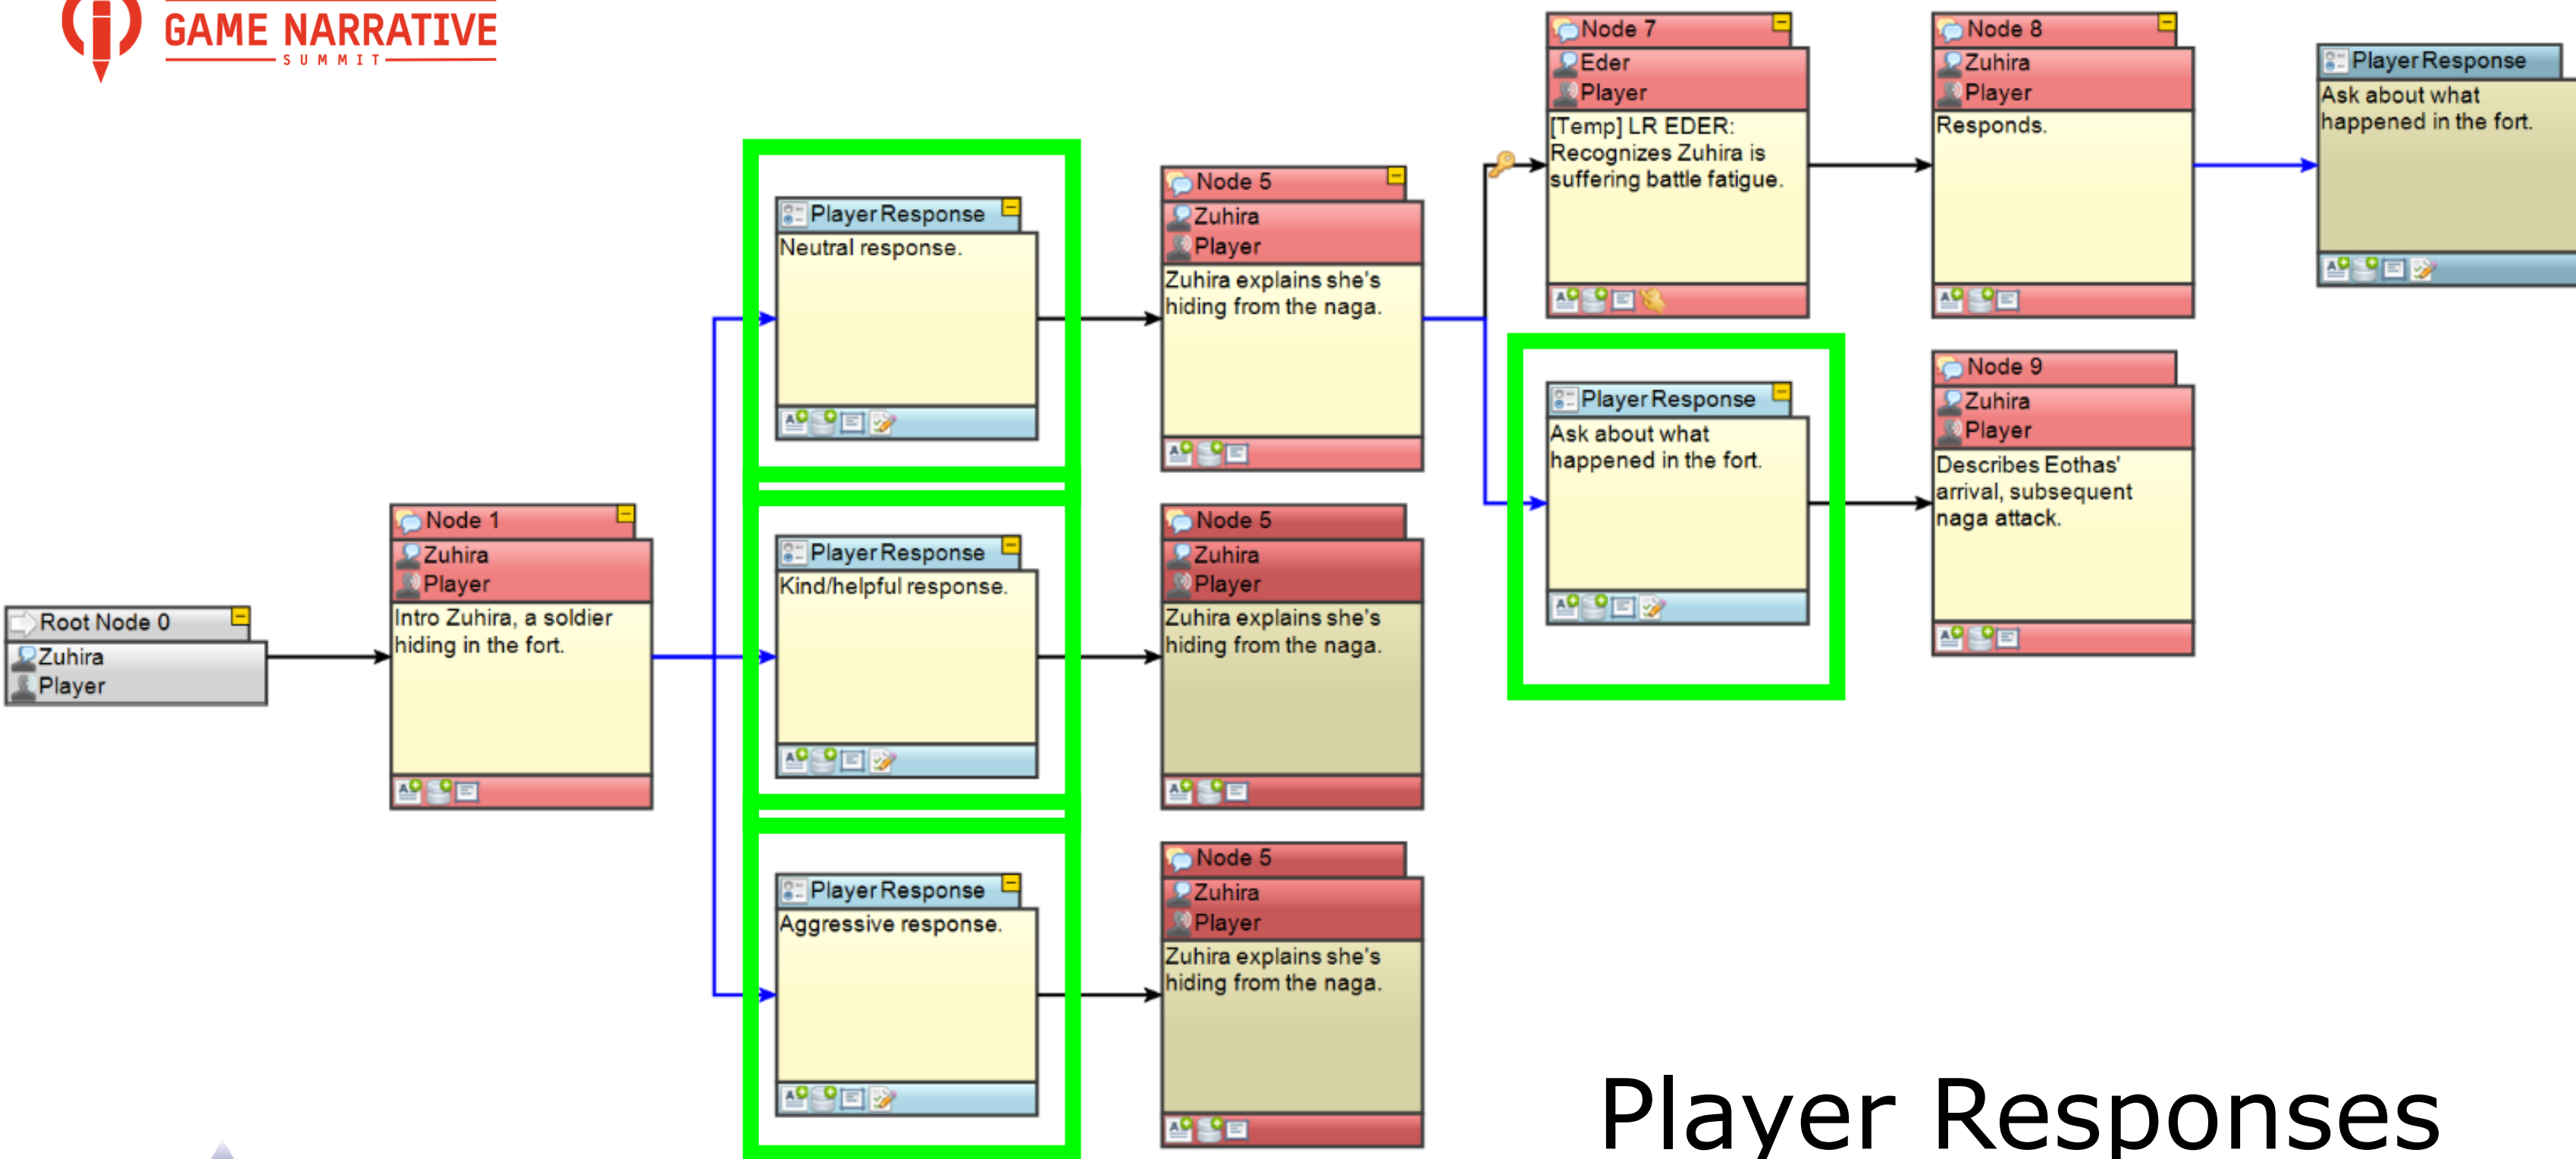 GAME NARRATIVE
SUMMIT
Root Node 0
Zuhira
Player
Node 1
Zuhira
Player
Intro Zuhira, a soldier
hiding in the fort.
Player Response
Neutral response.
Player Response
Kind/helpful response.
Player Response
Aggressive response.
Node 5
Zuhira
Player
Zuhira explains she's
hiding from the naga.
Node 5
Zuhira
Player
Zuhira explains she's
hiding from the naga.
Node 5
Zuhira
Player
Zuhira explains she's
hiding from the naga.
Node 7
Eder
Player
[Temp] LR EDER:
Recognizes Zuhira is
suffering battle fatigue.
Player Response
Ask about what
happened in the fort.
Node 8
Zuhira
Player
Responds.
Node 9
Zuhira
Player
Describes Eothas'
arrival, subsequent
naga attack.
Player Response
Ask about what
happened in the fort.
Player Responses